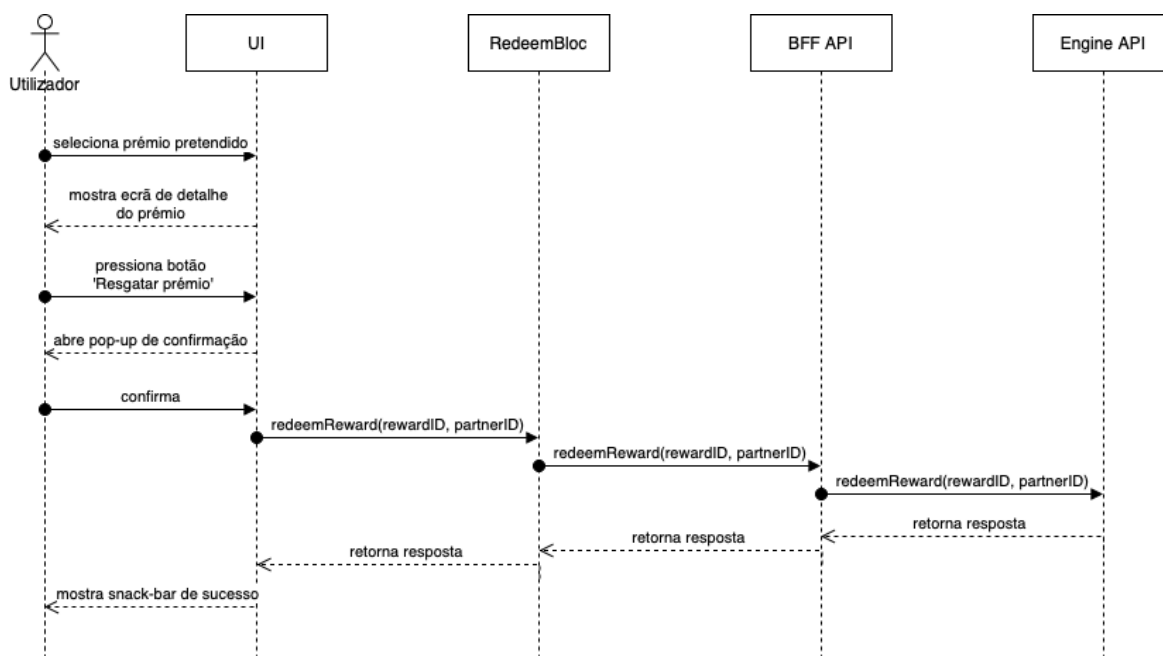 UI
RedeemBloc
BFF API
Engine API
Utilizador
seleciona prémio pretendido
mostra ecrã de detalhe
do prémio
pressiona botão
'Resgatar prémio'
abre pop-up de confirmação
confirma
redeemReward(rewardID, partnerID)
redeemReward(rewardID, partnerID)
redeemReward(rewardID, partnerID)
retorna resposta
retorna resposta
retorna resposta
mostra snack-bar de sucesso